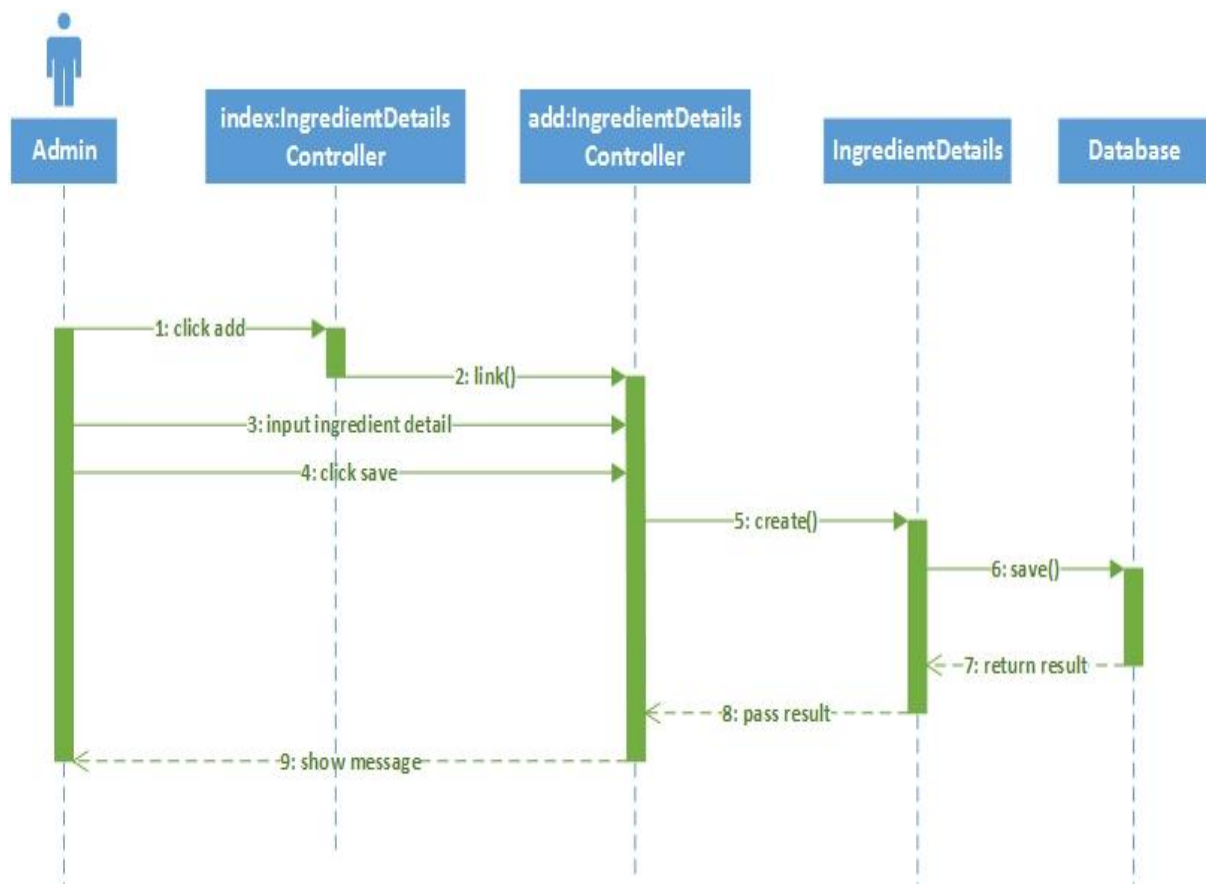 Admin
index:IngredientDetails
Controller
add:IngredientDetails
Controller
IngredientDetails
Database
1: click add
2: link()
3: input ingredient detail
4: click save
5: create()
6: save()
7: return result
8: pass result
9: show message